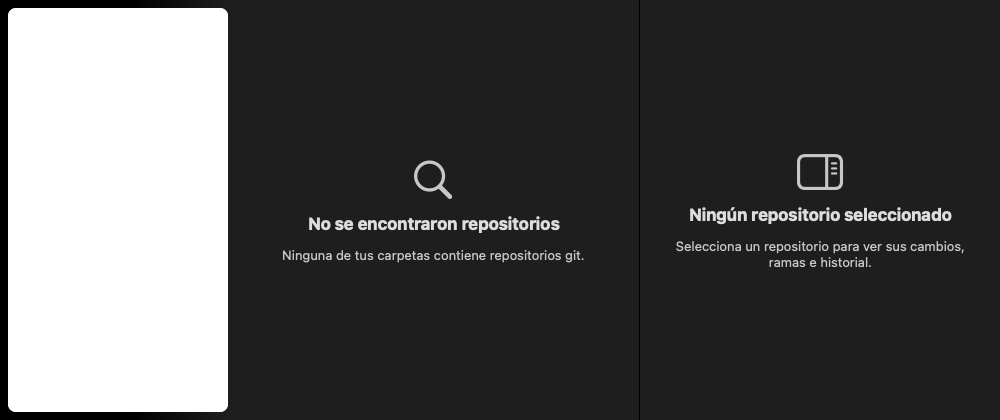 No se encontraron repositorios
Ninguna de tus carpetas contiene repositorios git.
Ningún repositorio seleccionado
Selecciona un repositorio para ver sus cambios,
ramas e historial.